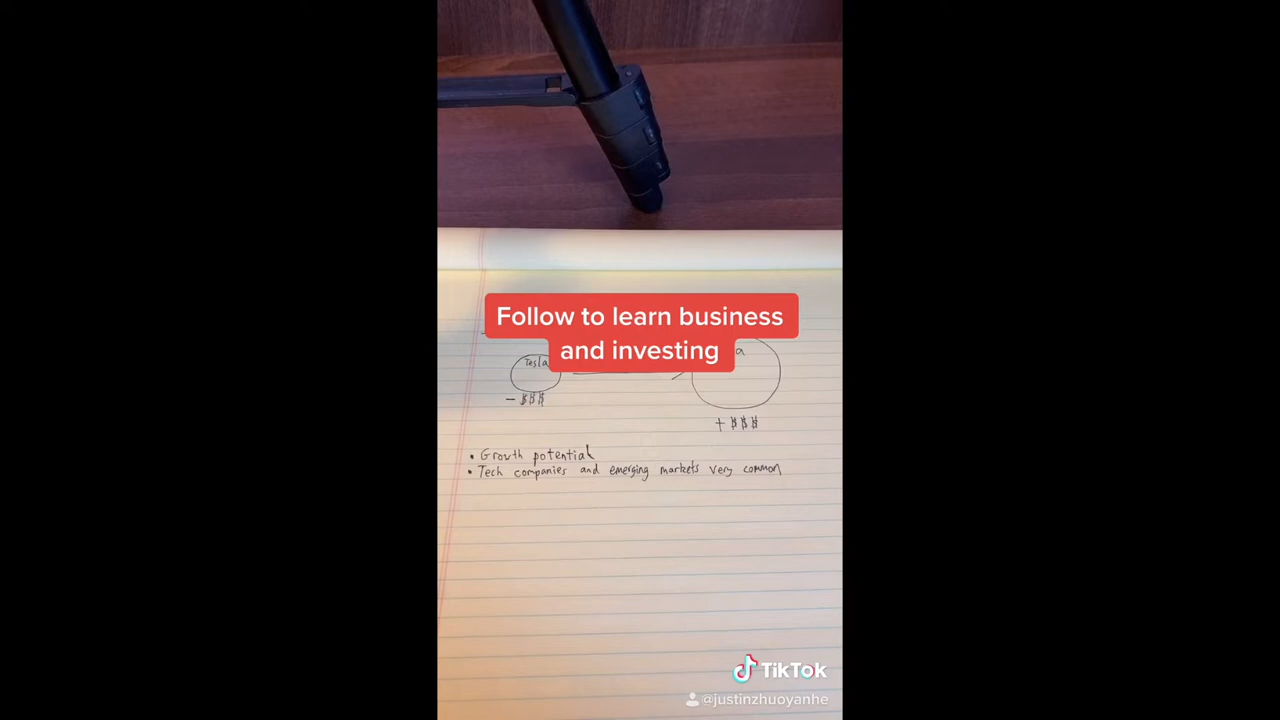 Follow to learn business
and investing
Tesla
a
- $$$
+ $$$
• Growth potential
• Tech companies and emerging markets very common
TikTok
@justinzhuoyanhe